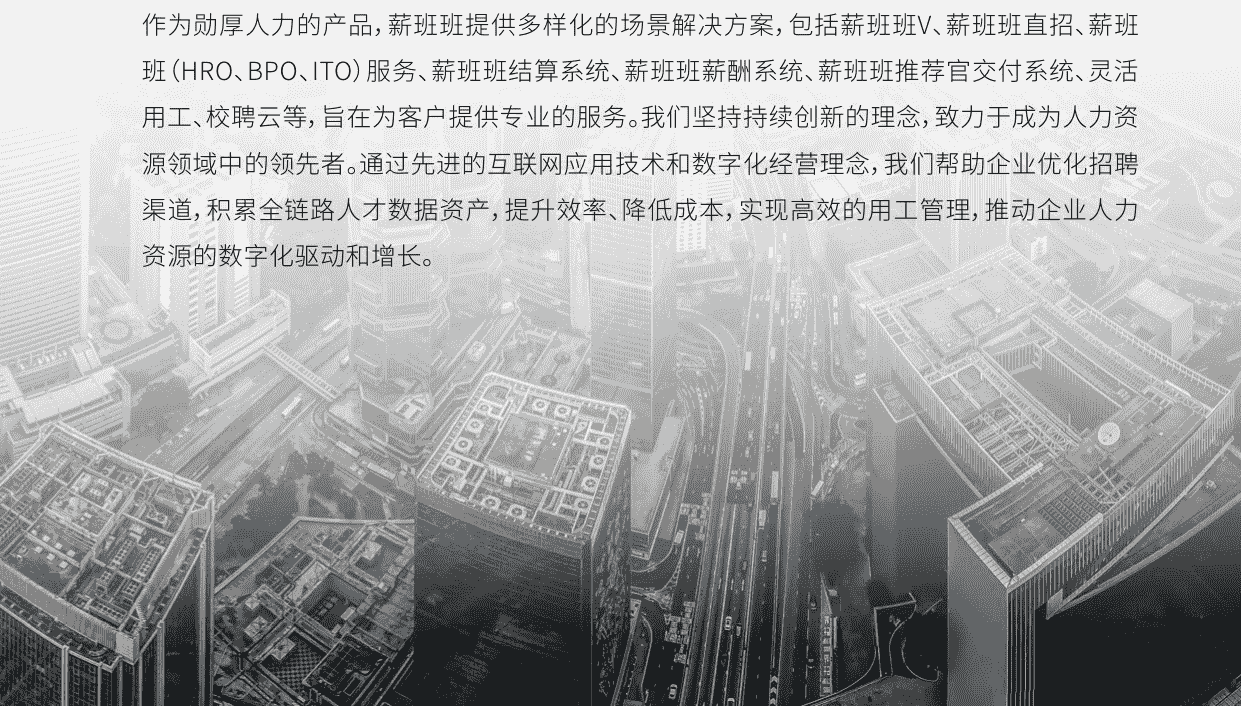 作为勋厚人力的产品，薪班班提供多样化的场景解决方案，包括薪班班V、薪班班直招、薪班
班（HRO、BPO、ITO）服务、薪班班结算系统、薪班班薪酬系统、薪班班推荐官交付系统、灵活
用工、校聘云等，旨在为客户提供专业的服务。我们坚持持续创新的理念，致力于成为人力资
源领域中的领先者。通过先进的互联网应用技术和数字化经营理念，我们帮助企业优化招聘
渠道，积累全链路人才数据资产，提升效率、降低成本，实现高效的用工管理，推动企业人力
资源的数字化驱动和增长。